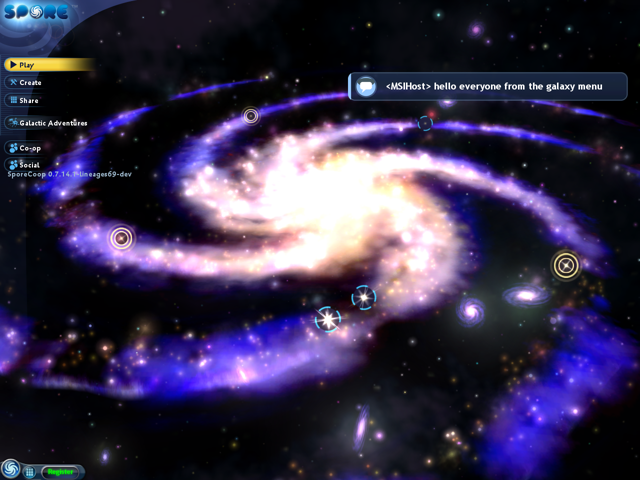 SPORE
Play
Create
Share
Galactic Adventures
Co-op
Social
SporeCoop 0.7.14.1-lineages69-dev
<MSIHost> hello everyone from the galaxy menu
Register